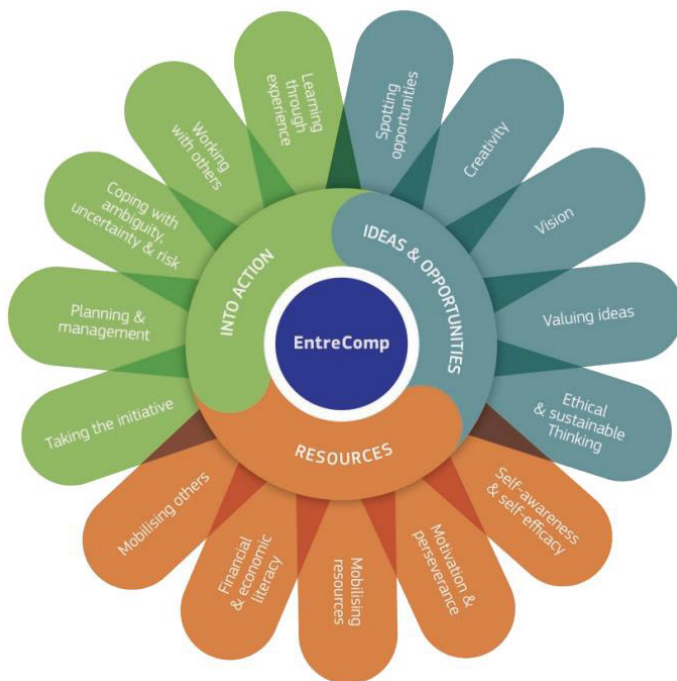 EntreComp
IDEAS & OPPORTUNITIES
RESOURCES
INTO ACTION
Spotting
opportunities
Creativity
Vision
Valuing ideas
Ethical
& sustainable
Thinking
Self-awareness
& self-efficacy
Motivation &
perseverance
Mobilising
resources
Financial
& economic
literacy
Mobilising others
Taking the initiative
Planning &
management
Coping with
ambiguity,
uncertainty & risk
Working
with others
Learning
through
experience